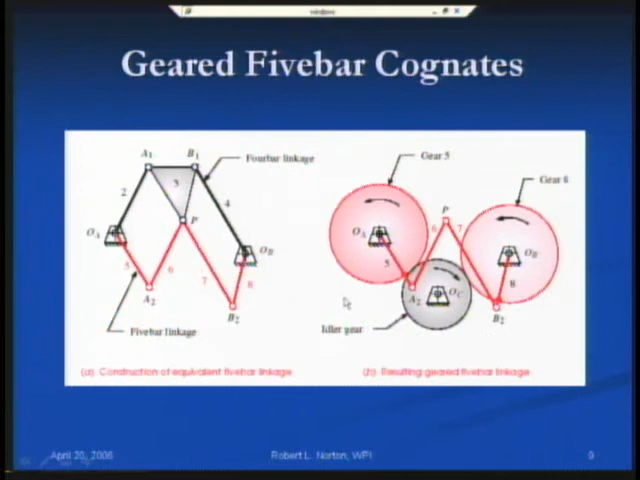 windows
Geared Fivebar Cognates
A1
B1
Fourbar linkage
3
2
4
P
OA
OB
5
6
7
8
A2
B2
Fivebar linkage
(a) Construction of equivalent fivebar linkage
Gear 5
Gear 6
P
OA
6
7
OB
5
8
A2
OC
B2
Idler gear
(b) Resulting geared fivebar linkage
April 20, 2006
Robert L. Norton, WPI
9